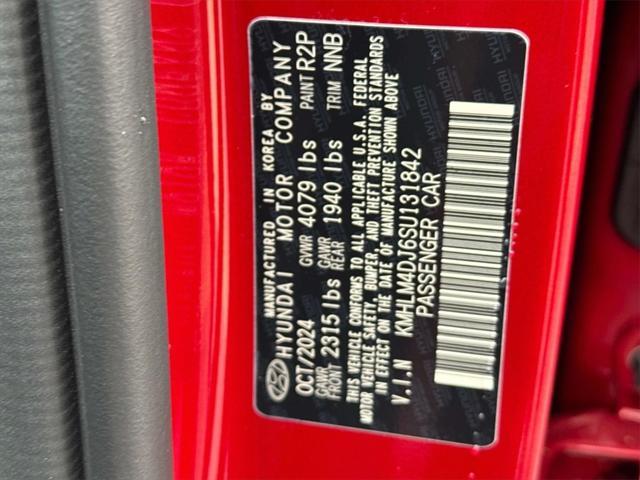 MANUFACTURED IN KOREA BY
HYUNDAI MOTOR COMPANY
OCT/2024 GVWR 4079 lbs PAINT R2P
GAWR FRONT 2315 lbs GAWR REAR 1940 lbs TRIM NNB
THIS VEHICLE CONFORMS TO ALL APPLICABLE U.S.A. FEDERAL
MOTOR VEHICLE SAFETY, BUMPER, AND THEFT PREVENTION STANDARDS
IN EFFECT ON THE DATE OF MANUFACTURE SHOWN ABOVE
V.I.N KMHLM4DJ6SU131842
PASSENGER CAR